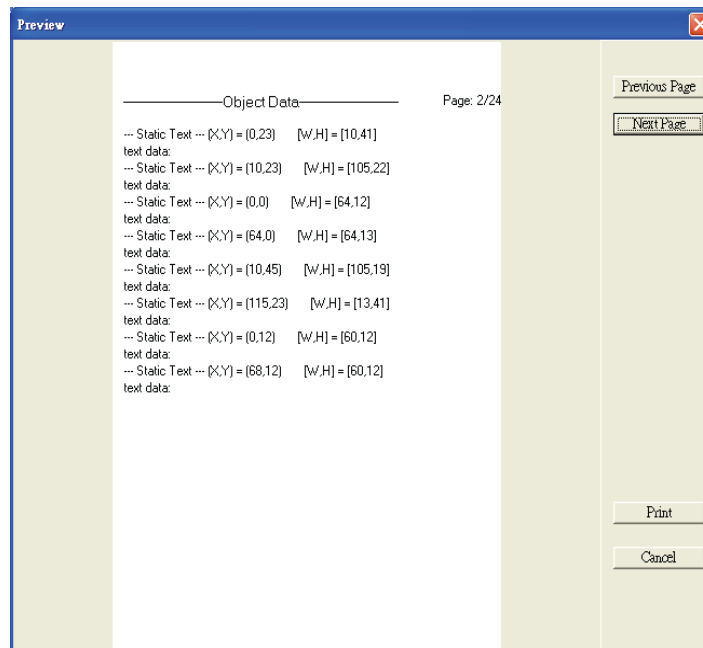 Preview
Object Data
Page: 2/24
--- Static Text --- (X,Y) = (0,23) [W,H] = [10,41]
text data:
--- Static Text --- (X,Y) = (10,23) [W,H] = [105,22]
text data:
--- Static Text --- (X,Y) = (0,0) [W,H] = [64,12]
text data:
--- Static Text --- (X,Y) = (64,0) [W,H] = [64,13]
text data:
--- Static Text --- (X,Y) = (10,45) [W,H] = [105,19]
text data:
--- Static Text --- (X,Y) = (115,23) [W,H] = [13,41]
text data:
--- Static Text --- (X,Y) = (0,12) [W,H] = [60,12]
text data:
--- Static Text --- (X,Y) = (68,12) [W,H] = [60,12]
text data:
Previous Page
Next Page
Print
Cancel